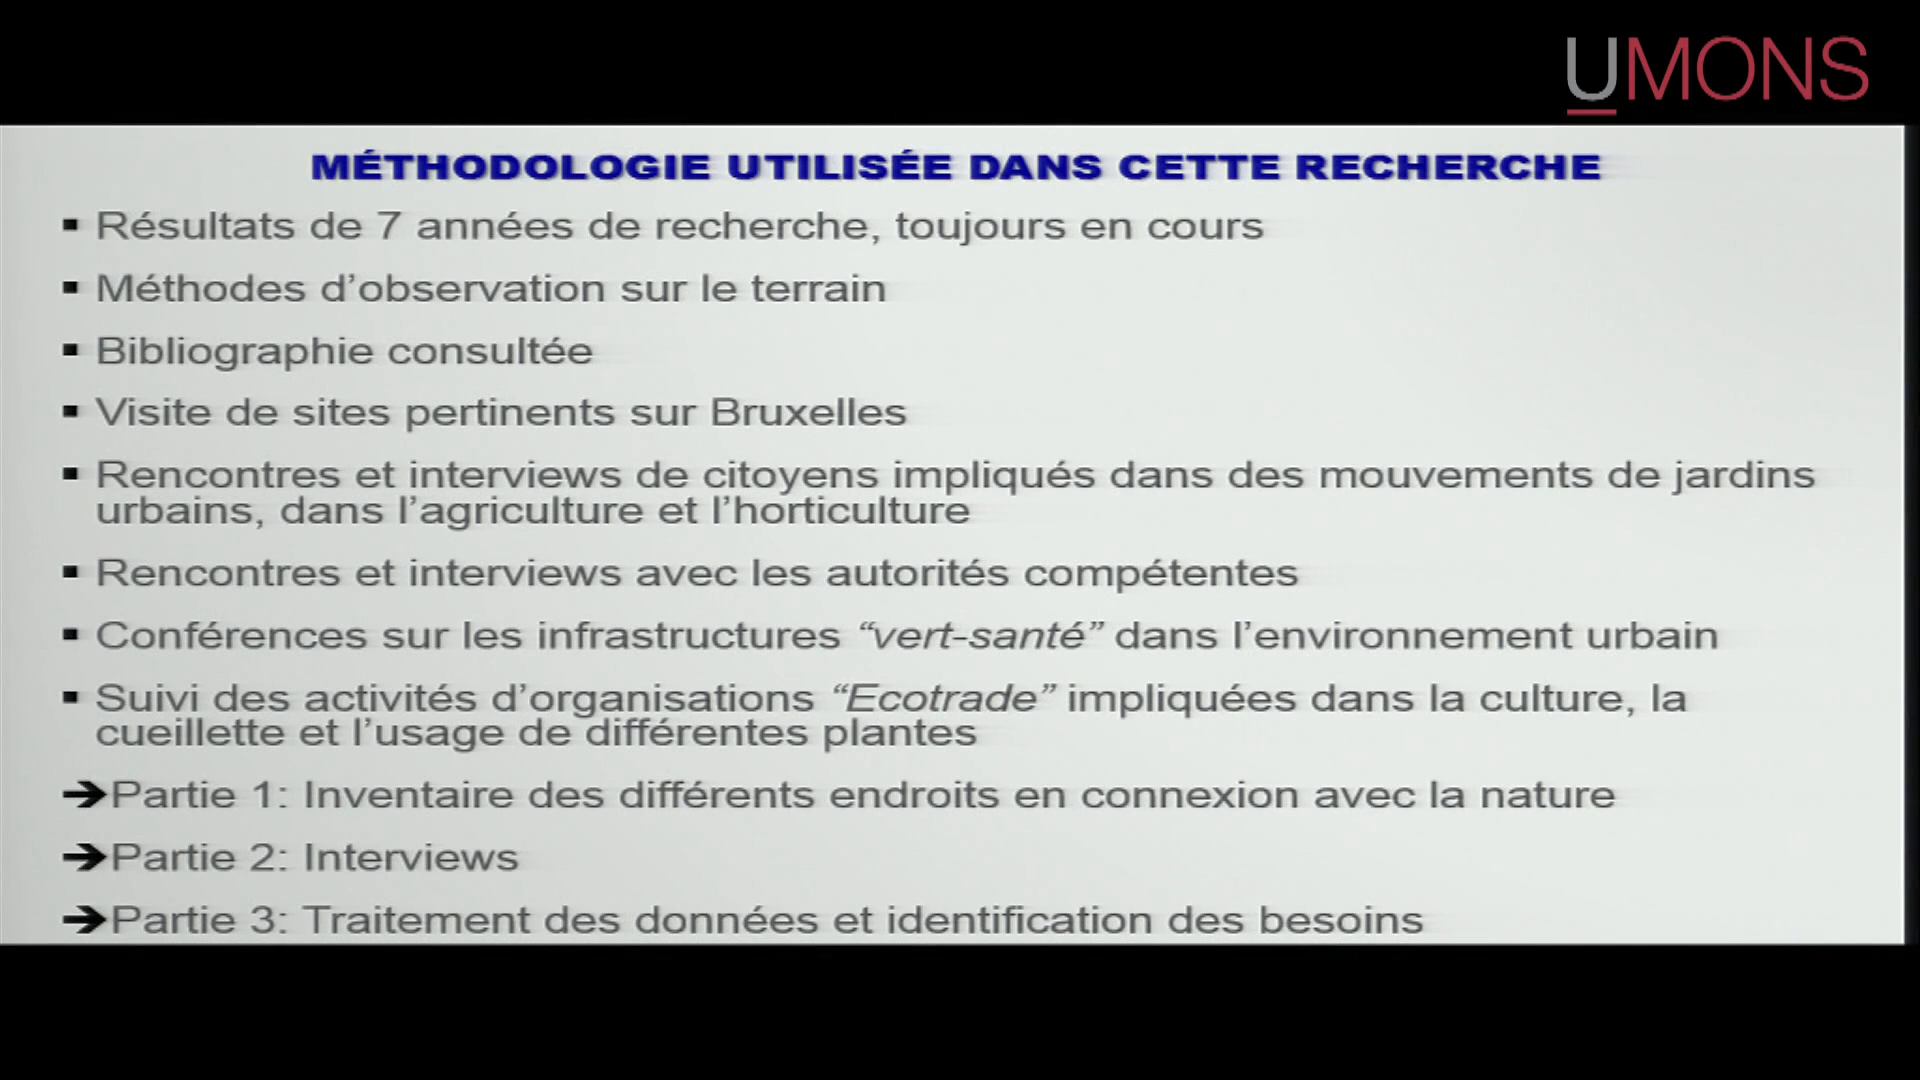 UMONS
MÉTHODOLOGIE UTILISÉE DANS CETTE RECHERCHE
▪ Résultats de 7 années de recherche, toujours en cours
▪ Méthodes d’observation sur le terrain
▪ Bibliographie consultée
▪ Visite de sites pertinents sur Bruxelles
▪ Rencontres et interviews de citoyens impliqués dans des mouvements de jardins
urbains, dans l’agriculture et l’horticulture
▪ Rencontres et interviews avec les autorités compétentes
▪ Conférences sur les infrastructures “vert-santé” dans l’environnement urbain
▪ Suivi des activités d’organisations “Ecotrade” impliquées dans la culture, la
cueillette et l’usage de différentes plantes
➔Partie 1: Inventaire des différents endroits en connexion avec la nature
➔Partie 2: Interviews
➔Partie 3: Traitement des données et identification des besoins